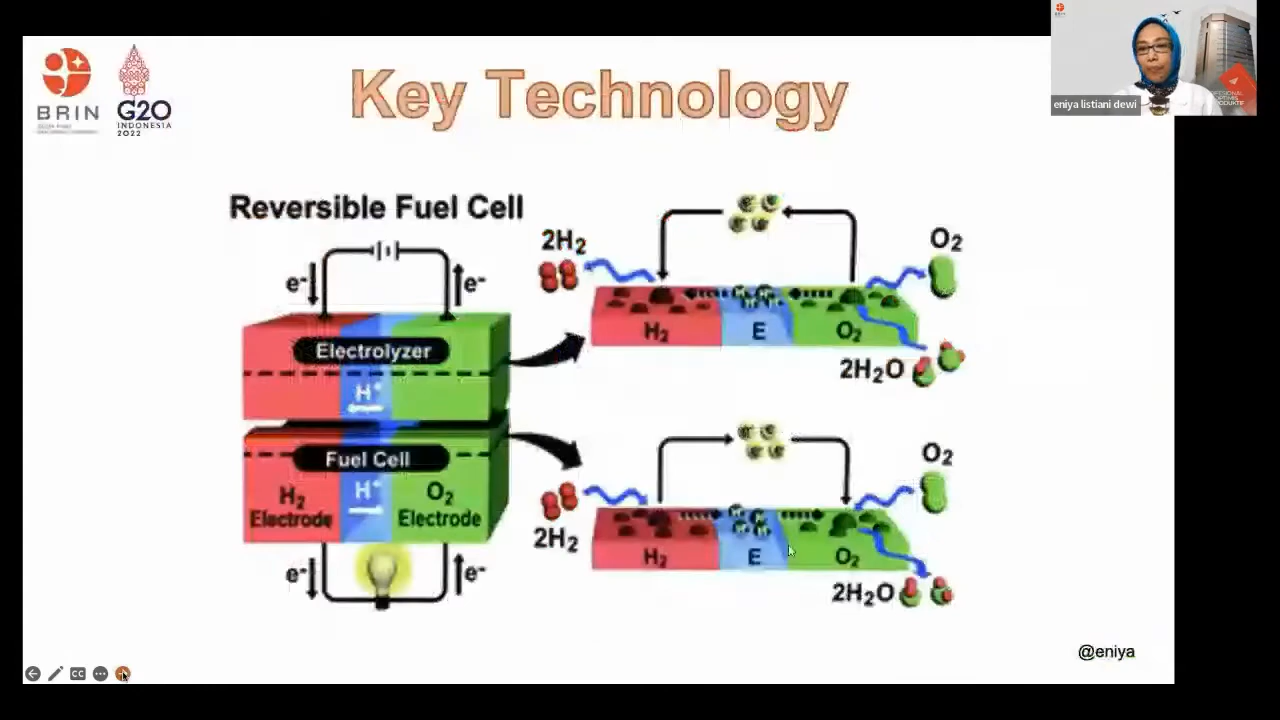 BRIN
G20
INDONESIA
2022
Key Technology
eniya listiani dewi
Reversible Fuel Cell
e-
e-
Electrolyzer
H+
Fuel Cell
H2
Electrode
H+
O2
Electrode
e-
e-
2H2
O2
H2
E
O2
2H2O
2H2
O2
H2
E
O2
2H2O
@eniya
CC